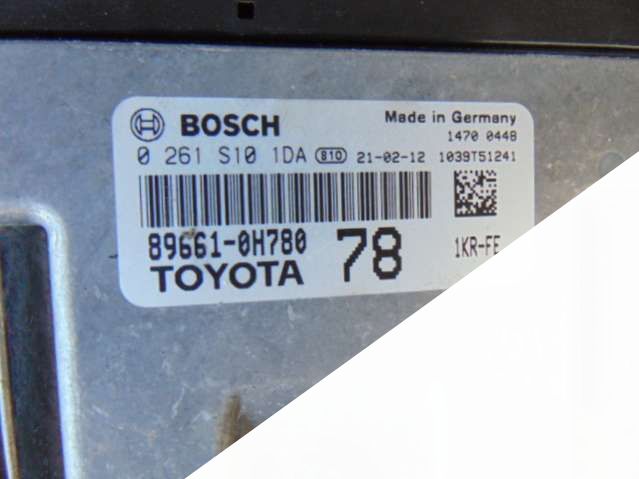 BOSCH
Made in Germany
1470 0448
0 261 S10 1DA 810 21-02-12 1039T51241
89661-0H780 78 1KR-FE
TOYOTA